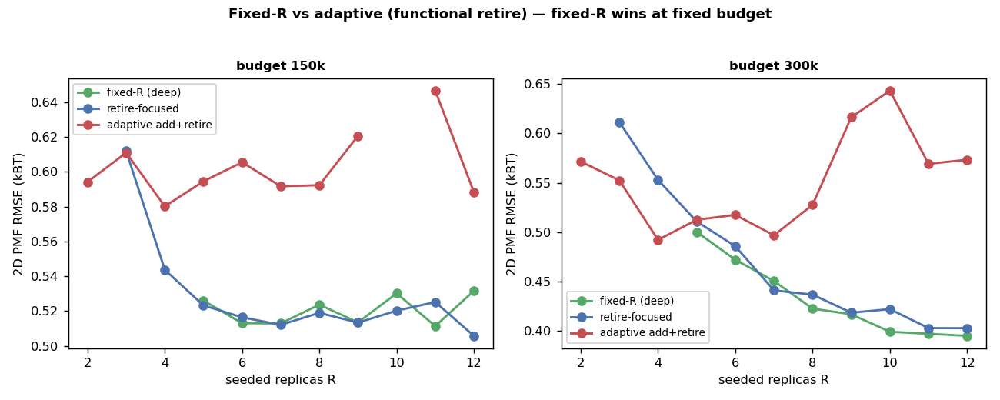 Fixed-R vs adaptive (functional retire) — fixed-R wins at fixed budget
budget 150k
2D PMF RMSE (kBT)
0.64
0.62
0.60
0.58
0.56
0.54
0.52
0.50
fixed-R (deep)
retire-focused
adaptive add+retire
2 4 6 8 10 12
seeded replicas R
budget 300k
2D PMF RMSE (kBT)
0.65
0.60
0.55
0.50
0.45
0.40
fixed-R (deep)
retire-focused
adaptive add+retire
2 4 6 8 10 12
seeded replicas R